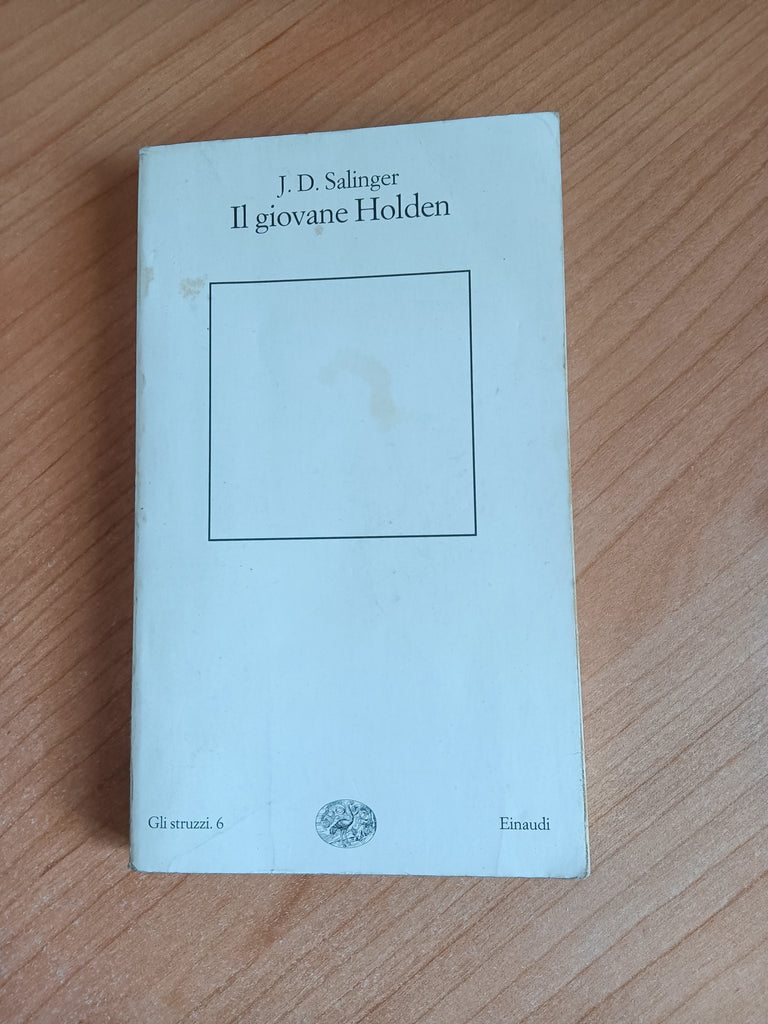 J. D. Salinger
Il giovane Holden
Gli struzzi. 6
Einaudi